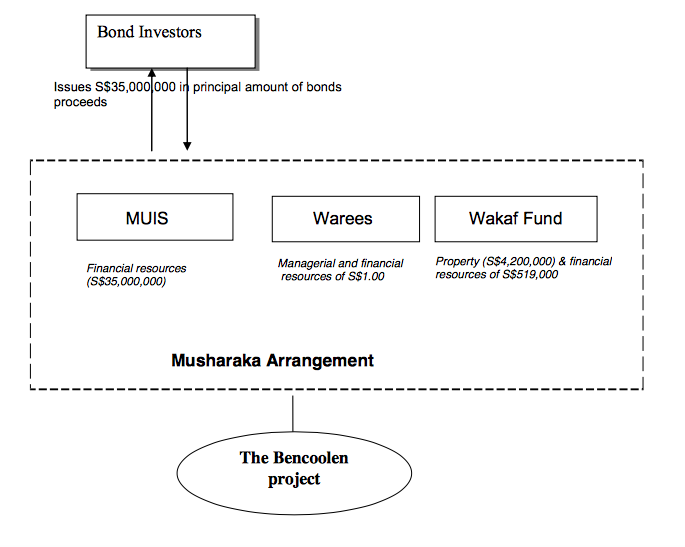 Bond Investors
Issues S$35,000,000 in principal amount of bonds
proceeds
MUIS
Warees
Wakaf Fund
Financial resources
(S$35,000,000)
Managerial and financial
resources of S$1.00
Property (S$4,200,000) & financial
resources of S$519,000
Musharaka Arrangement
The Bencoolen
project